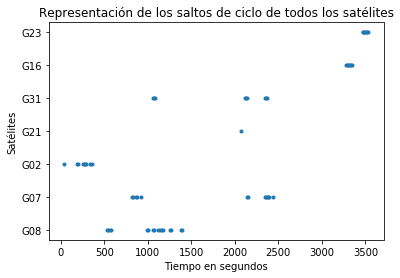 Representación de los saltos de ciclo de todos los satélites
Satélites
G23
G16
G31
G21
G02
G07
G08
0 500 1000 1500 2000 2500 3000 3500
Tiempo en segundos